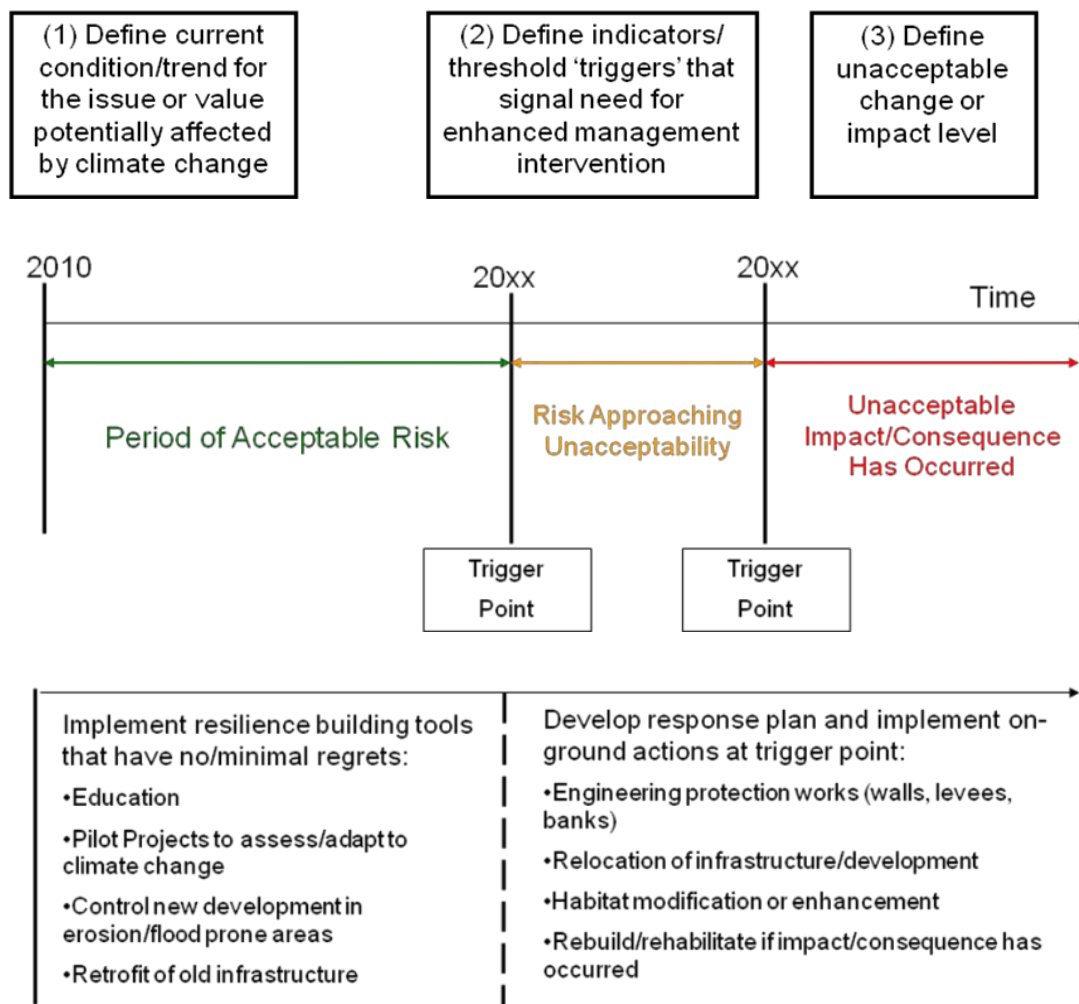 (1) Define current
condition/trend for
the issue or value
potentially affected
by climate change
(2) Define indicators/
threshold ‘triggers’ that
signal need for
enhanced management
intervention
(3) Define
unacceptable
change or
impact level
2010
20xx
20xx
Time
Period of Acceptable Risk
Risk Approaching
Unacceptability
Unacceptable
Impact/Consequence
Has Occurred
Trigger
Point
Trigger
Point
Implement resilience building tools
that have no/minimal regrets:
•Education
•Pilot Projects to assess/adapt to
climate change
•Control new development in
erosion/flood prone areas
•Retrofit of old infrastructure
Develop response plan and implement on-
ground actions at trigger point:
•Engineering protection works (walls, levees,
banks)
•Relocation of infrastructure/development
•Habitat modification or enhancement
•Rebuild/rehabilitate if impact/consequence has
occurred